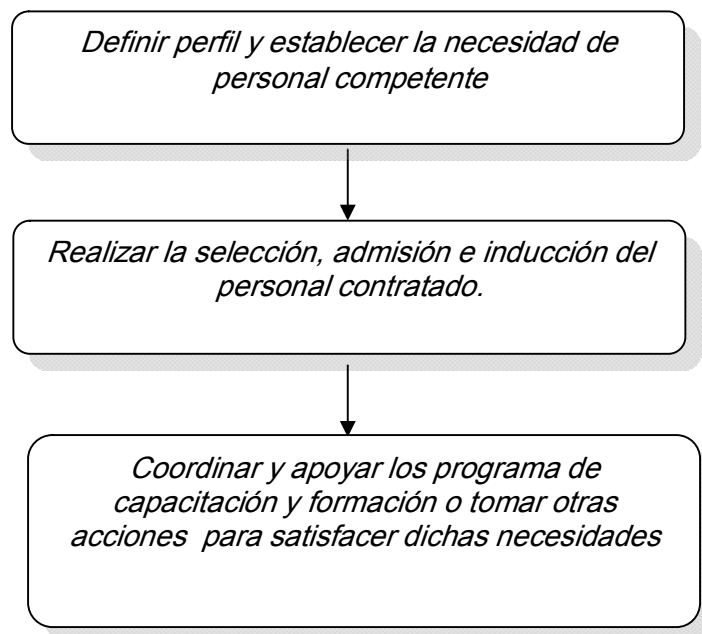 Definir perfil y establecer la necesidad de
personal competente
Realizar la selección, admisión e inducción del
personal contratado.
Coordinar y apoyar los programa de
capacitación y formación o tomar otras
acciones para satisfacer dichas necesidades